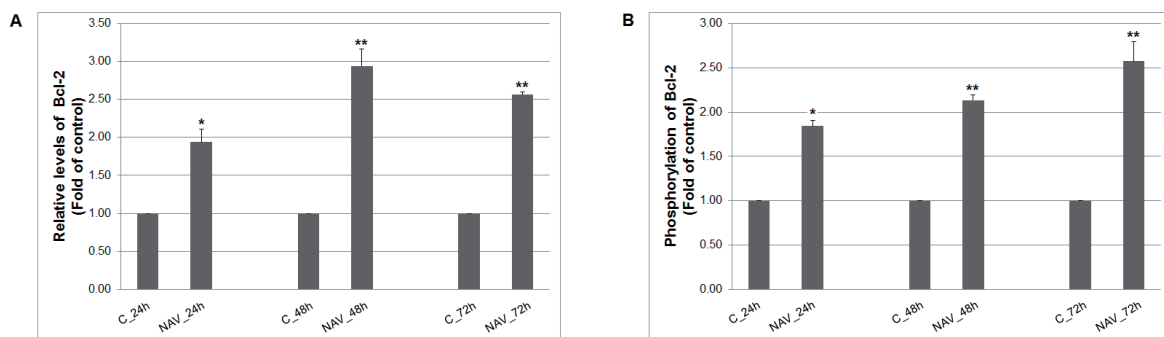 A
Relative levels of Bcl-2
(Fold of control)
3.50
3.00
2.50
2.00
1.50
1.00
0.50
0.00
*
**
**
C_24h
NAV_24h
C_48h
NAV_48h
C_72h
NAV_72h
B
Phosphorylation of Bcl-2
(Fold of control)
3.00
2.50
2.00
1.50
1.00
0.50
0.00
*
**
**
C_24h
NAV_24h
C_48h
NAV_48h
C_72h
NAV_72h